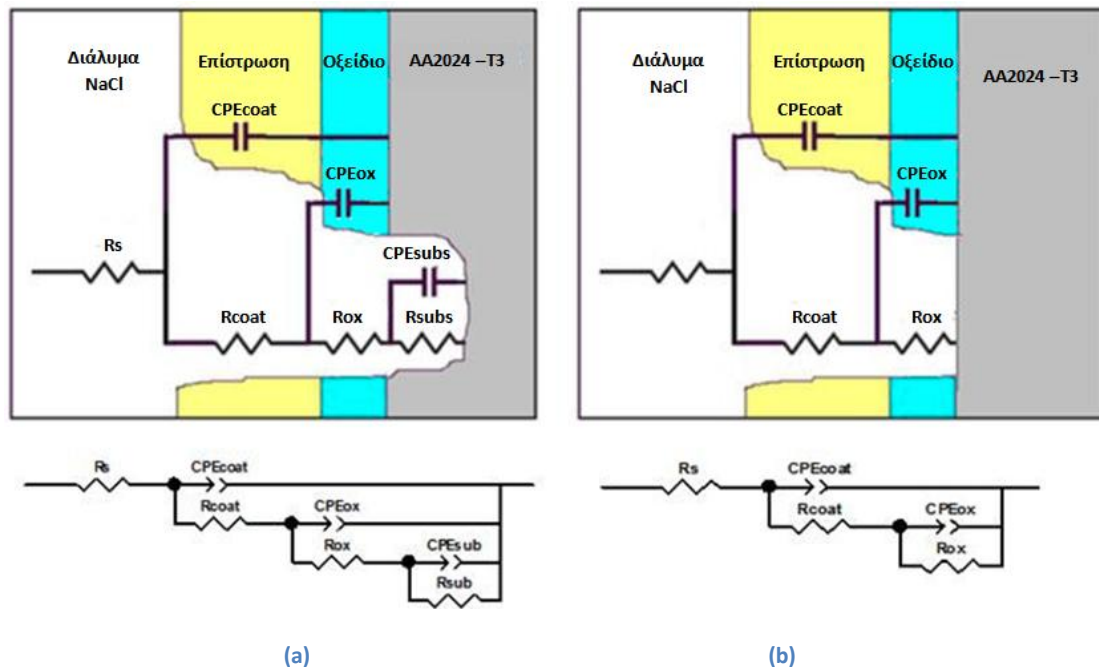 Διάλυμα
NaCl
Επίστρωση
Οξείδιο
AA2024 –T3
CPEcoat
CPEox
Rs
CPEsubs
Rcoat
Rox
Rsubs
Διάλυμα
NaCl
Επίστρωση
Οξείδιο
AA2024 –T3
CPEcoat
CPEox
Rcoat
Rox
Rs
CPEcoat
Rcoat
CPEox
Rox
CPEsub
Rsub
Rs
CPEcoat
Rcoat
CPEox
Rox
(a)
(b)